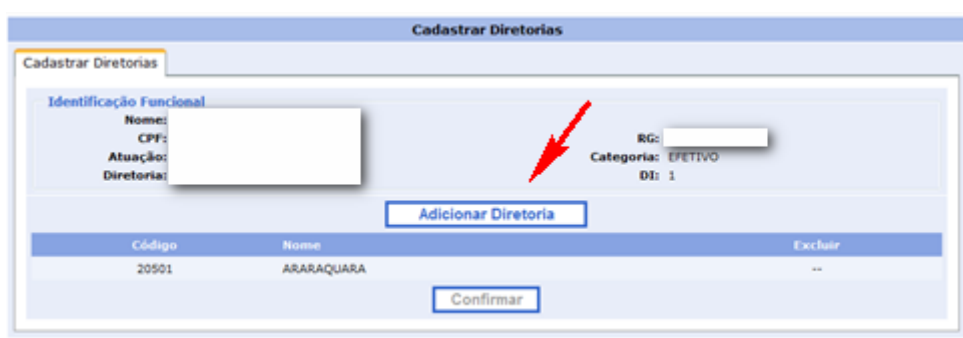 Cadastrar Diretorias
Cadastrar Diretorias
Identificação Funcional
Nome:
CPF: RG:
Atuação: Categoria: EFETIVO
Diretoria: DI: 1
Adicionar Diretoria
Código Nome Excluir
20501 ARARAQUARA --
Confirmar